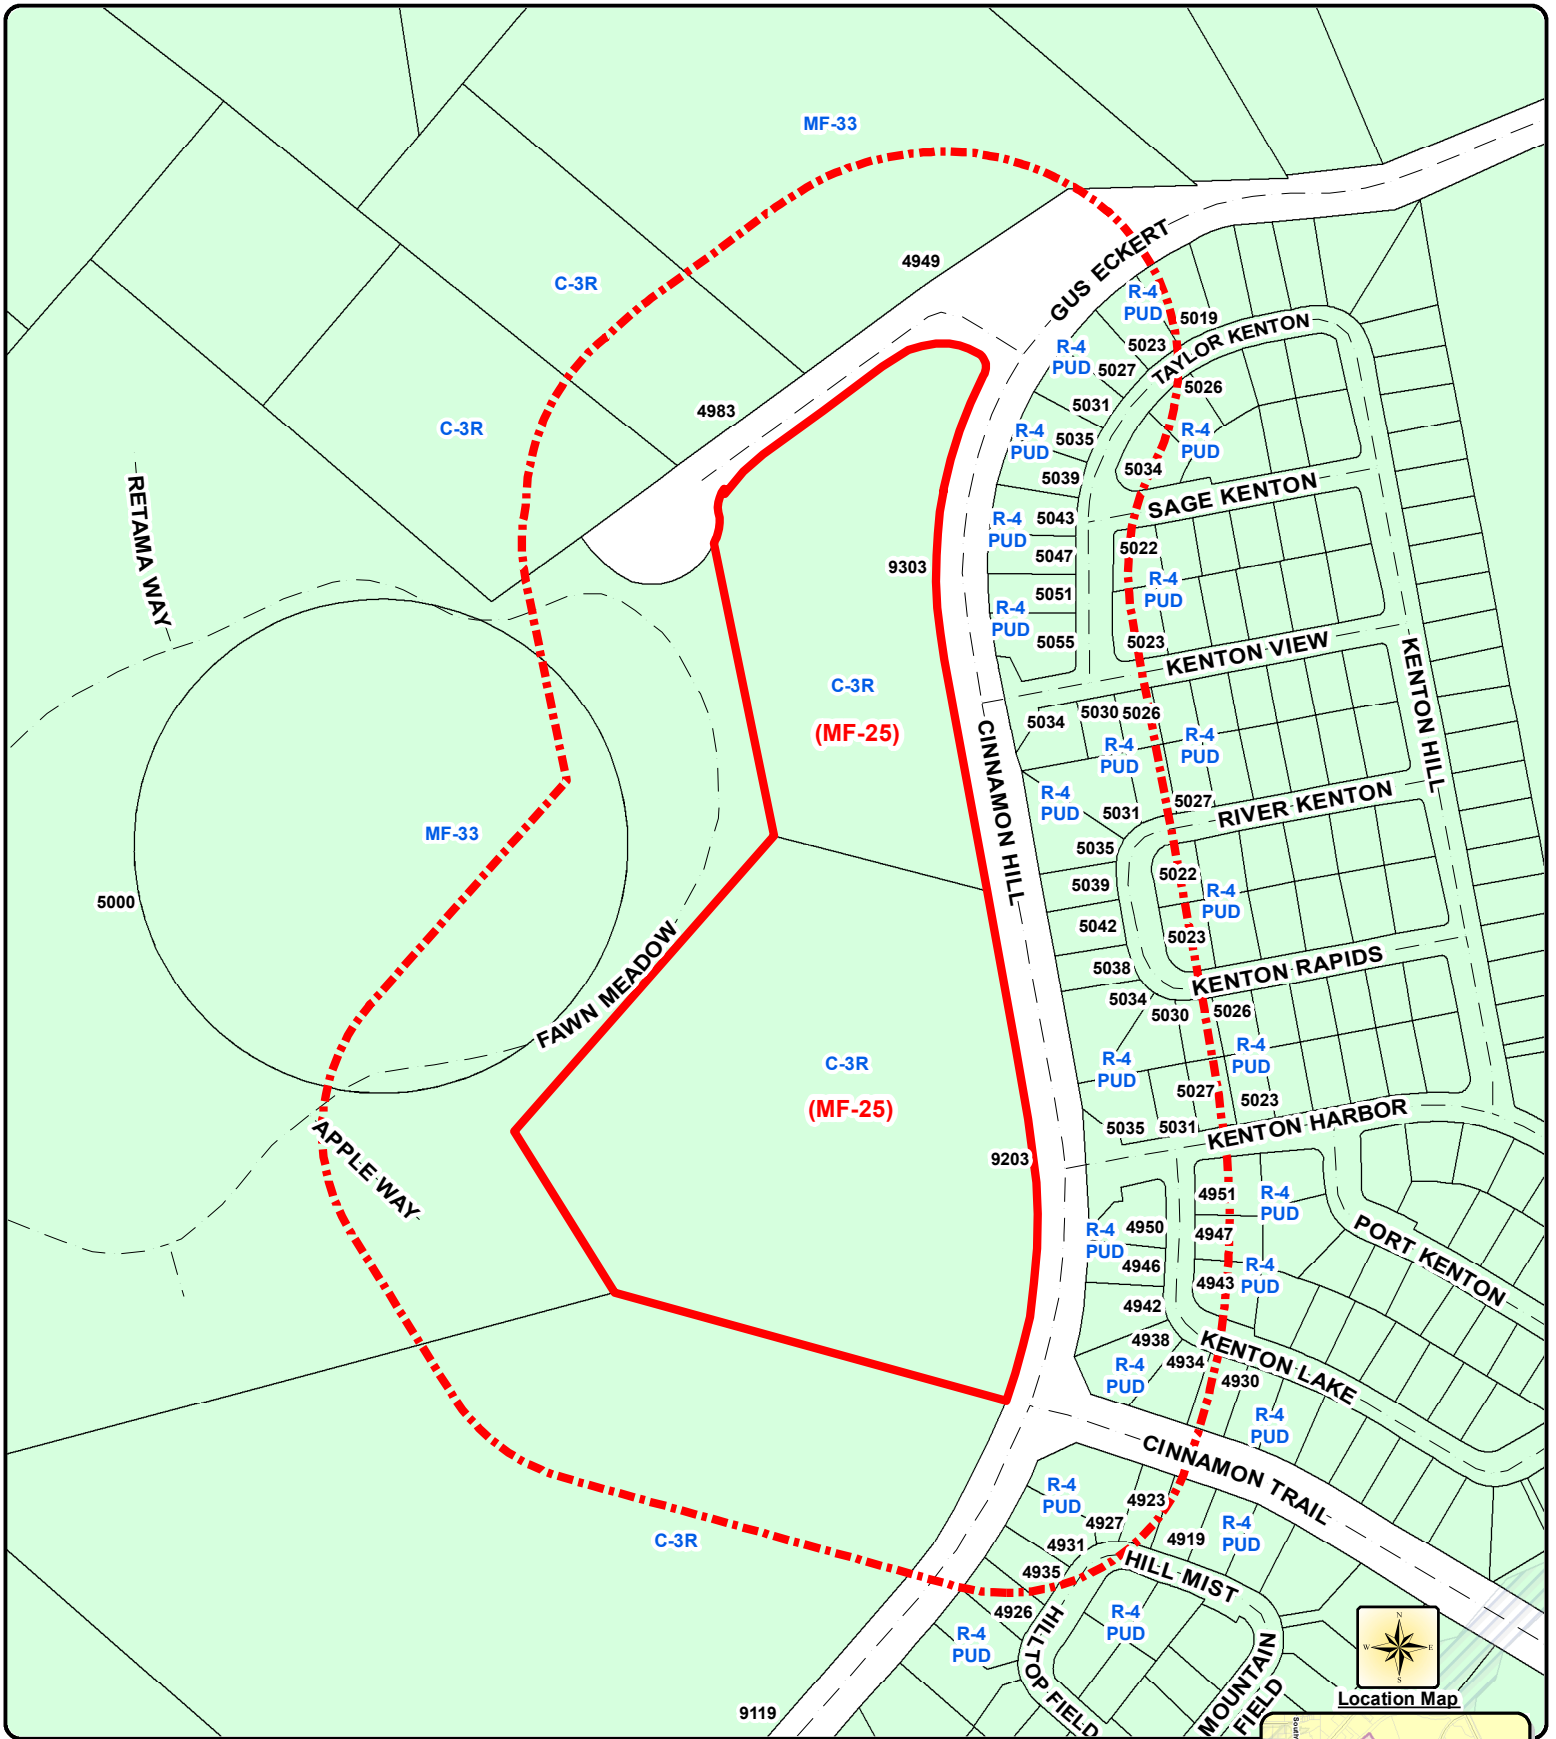 MF-33
GUS ECKERT
4949
C-3R
R-4
PUD
5019
TAYLOR KENTON
5023
R-4
PUD
5027
5026
5031
4983
C-3R
R-4
PUD
5035
R-4
PUD
5034
5039
SAGE KENTON
RETAMA WAY
R-4
PUD
5043
5022
5047
9303
R-4
PUD
5051
R-4
PUD
5055
5023
KENTON VIEW
KENTON HILL
C-3R
(MF-25)
CINNAMON HILL
5034
5030
5026
R-4
PUD
R-4
PUD
R-4
PUD
5031
5027
RIVER KENTON
MF-33
5035
5022
5039
R-4
PUD
5000
5042
5023
FAWN MEADOW
5038
KENTON RAPIDS
5034
5030
5026
C-3R
(MF-25)
R-4
PUD
R-4
PUD
5027
5023
5035
5031
KENTON HARBOR
APPLE WAY
9203
4951
R-4
PUD
4950
4947
R-4
PUD
PORT KENTON
4946
4943
R-4
PUD
4942
4938
4934
KENTON LAKE
R-4
PUD
4930
R-4
PUD
CINNAMON TRAIL
R-4
PUD
4923
4927
R-4
PUD
C-3R
4931
4919
4935
HILL MIST
4926
R-4
PUD
R-4
PUD
HILLTOP FIELD
MOUNTAIN
FIELD
N
W
E
S
Location Map
9119